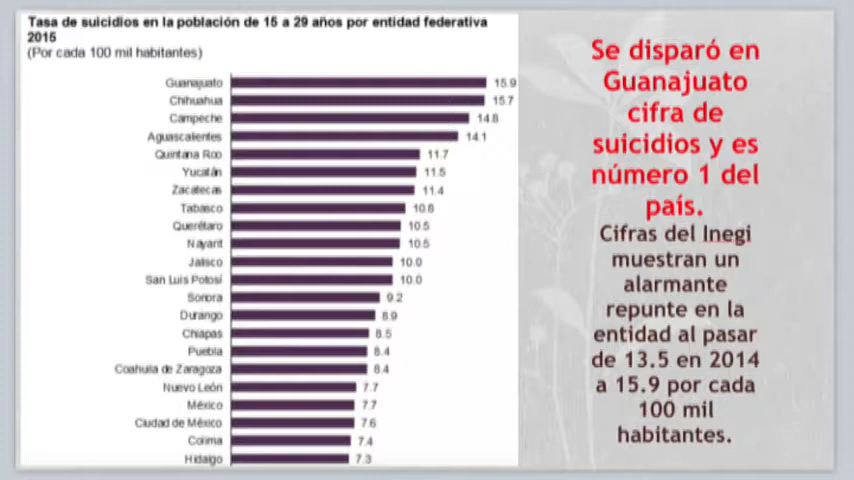 Tasa de suicidios en la población de 15 a 29 años por entidad federativa
2015
(Por cada 100 mil habitantes)
Guanajuato 15.9
Chihuahua 15.7
Campeche 14.8
Aguascalientes 14.1
Quintana Roo 11.7
Yucatán 11.5
Zacatecas 11.4
Tabasco 10.8
Querétaro 10.5
Nayarit 10.5
Jalisco 10.0
San Luis Potosí 10.0
Sonora 9.2
Durango 8.9
Chiapas 8.5
Puebla 8.4
Coahuila de Zaragoza 8.4
Nuevo León 7.7
México 7.7
Ciudad de México 7.6
Colima 7.4
Hidalgo 7.3
Se disparó en
Guanajuato
cifra de
suicidios y es
número 1 del
país.
Cifras del Inegi
muestran un
alarmante
repunte en la
entidad al pasar
de 13.5 en 2014
a 15.9 por cada
100 mil
habitantes.